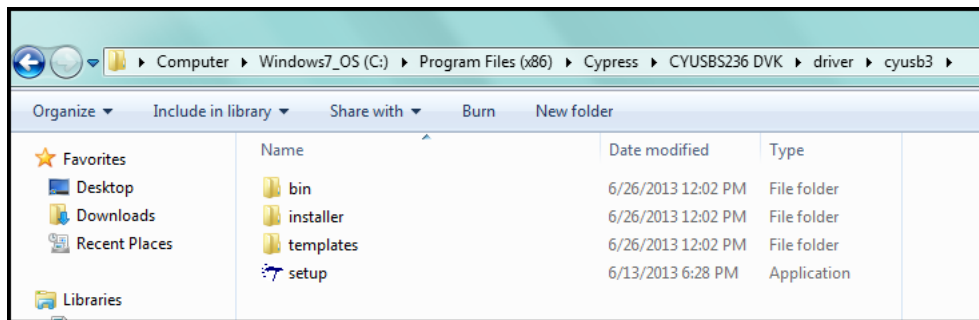 Computer Windows7_OS (C:) Program Files (x86) Cypress CYUSBS236 DVK driver cyusb3
Organize Include in library Share with Burn New folder
Favorites
Desktop
Downloads
Recent Places
Libraries
Name Date modified Type
bin 6/26/2013 12:02 PM File folder
installer 6/26/2013 12:02 PM File folder
templates 6/26/2013 12:02 PM File folder
setup 6/13/2013 6:28 PM Application